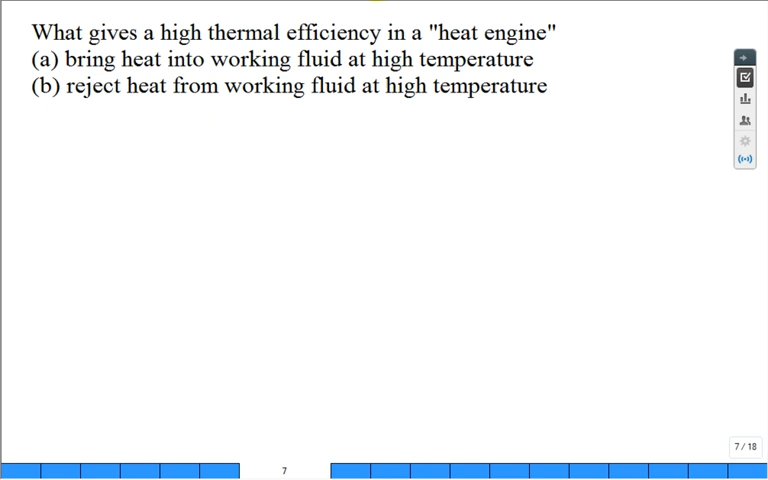 What gives a high thermal efficiency in a "heat engine"
(a) bring heat into working fluid at high temperature
(b) reject heat from working fluid at high temperature
7 / 18
7